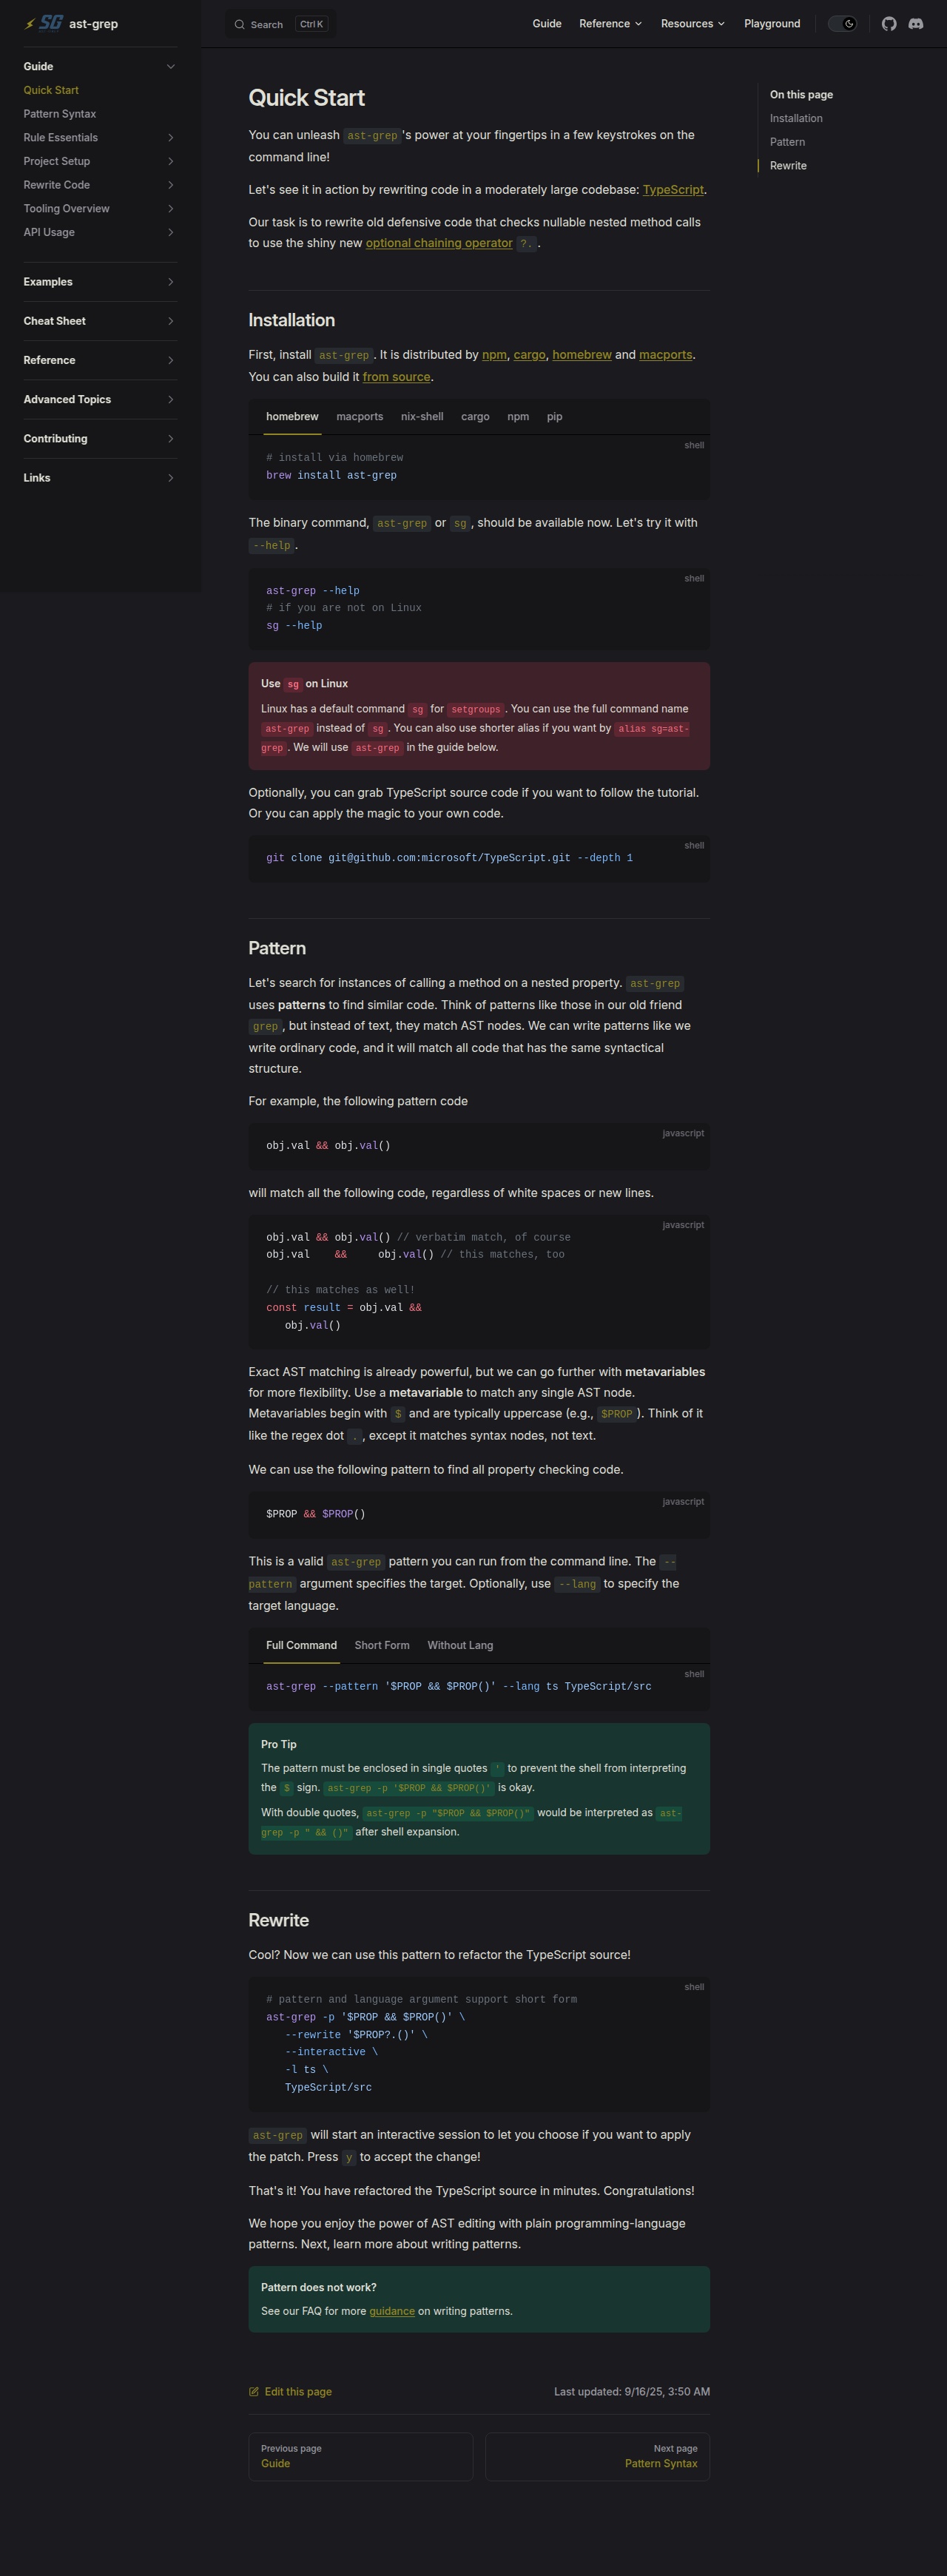 SG ast-grep
Search Ctrl K
Guide Reference Resources Playground
Guide
Quick Start
Pattern Syntax
Rule Essentials
Project Setup
Rewrite Code
Tooling Overview
API Usage
Examples
Cheat Sheet
Reference
Advanced Topics
Contributing
Links
On this page
Installation
Pattern
Rewrite
Quick Start
You can unleash ast-grep's power at your fingertips in a few keystrokes on the
command line!
Let's see it in action by rewriting code in a moderately large codebase: TypeScript.
Our task is to rewrite old defensive code that checks nullable nested method calls
to use the shiny new optional chaining operator ?..
Installation
First, install ast-grep. It is distributed by npm, cargo, homebrew and macports.
You can also build it from source.
homebrew macports nix-shell cargo npm pip
shell
# install via homebrew
brew install ast-grep
The binary command, ast-grep or sg, should be available now. Let's try it with
--help.
shell
ast-grep --help
# if you are not on Linux
sg --help
Use sg on Linux
Linux has a default command sg for setgroups. You can use the full command name
ast-grep instead of sg. You can also use shorter alias if you want by alias sg=ast-
grep. We will use ast-grep in the guide below.
Optionally, you can grab TypeScript source code if you want to follow the tutorial.
Or you can apply the magic to your own code.
shell
git clone git@github.com:microsoft/TypeScript.git --depth 1
Pattern
Let's search for instances of calling a method on a nested property. ast-grep
uses patterns to find similar code. Think of patterns like those in our old friend
grep, but instead of text, they match AST nodes. We can write patterns like we
write ordinary code, and it will match all code that has the same syntactical
structure.
For example, the following pattern code
javascript
obj.val && obj.val()
will match all the following code, regardless of white spaces or new lines.
javascript
obj.val && obj.val() // verbatim match, of course
obj.val    &&     obj.val() // this matches, too
// this matches as well!
const result = obj.val &&
   obj.val()
Exact AST matching is already powerful, but we can go further with metavariables
for more flexibility. Use a metavariable to match any single AST node.
Metavariables begin with $ and are typically uppercase (e.g., $PROP). Think of it
like the regex dot ., except it matches syntax nodes, not text.
We can use the following pattern to find all property checking code.
javascript
$PROP && $PROP()
This is a valid ast-grep pattern you can run from the command line. The --
pattern argument specifies the target. Optionally, use --lang to specify the
target language.
Full Command Short Form Without Lang
shell
ast-grep --pattern '$PROP && $PROP()' --lang ts TypeScript/src
Pro Tip
The pattern must be enclosed in single quotes ' to prevent the shell from interpreting
the $ sign. ast-grep -p '$PROP && $PROP()' is okay.
With double quotes, ast-grep -p "$PROP && $PROP()" would be interpreted as ast-
grep -p " && ()" after shell expansion.
Rewrite
Cool? Now we can use this pattern to refactor the TypeScript source!
shell
# pattern and language argument support short form
ast-grep -p '$PROP && $PROP()' \
   --rewrite '$PROP?.()' \
   --interactive \
   -l ts \
   TypeScript/src
ast-grep will start an interactive session to let you choose if you want to apply
the patch. Press y to accept the change!
That's it! You have refactored the TypeScript source in minutes. Congratulations!
We hope you enjoy the power of AST editing with plain programming-language
patterns. Next, learn more about writing patterns.
Pattern does not work?
See our FAQ for more guidance on writing patterns.
Edit this page
Last updated: 9/16/25, 3:50 AM
Previous page
Guide
Next page
Pattern Syntax